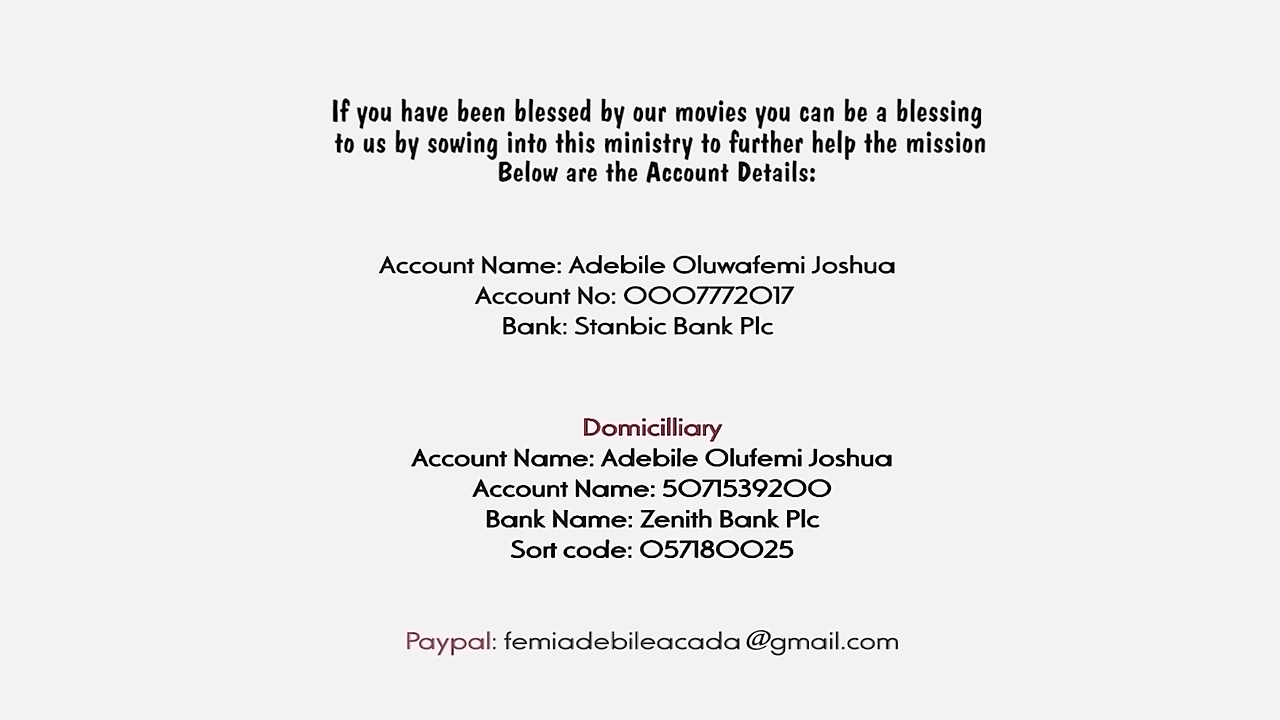 If you have been blessed by our movies you can be a blessing
to us by sowing into this ministry to further help the mission
Below are the Account Details:
Account Name: Adebile Oluwafemi Joshua
Account No: 0007772017
Bank: Stanbic Bank Plc
Domicilliary
Account Name: Adebile Olufemi Joshua
Account Name: 5071539200
Bank Name: Zenith Bank Plc
Sort code: 057180025
Paypal: femiadebileacada@gmail.com